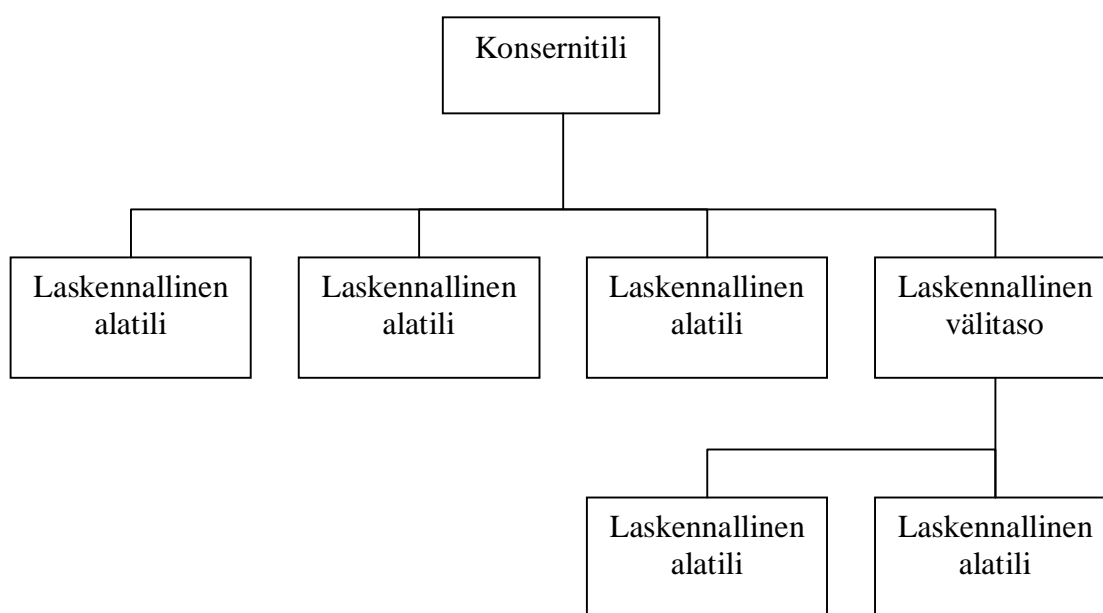 Konsernitili
Laskennallinen
alatili
Laskennallinen
alatili
Laskennallinen
alatili
Laskennallinen
välitaso
Laskennallinen
alatili
Laskennallinen
alatili